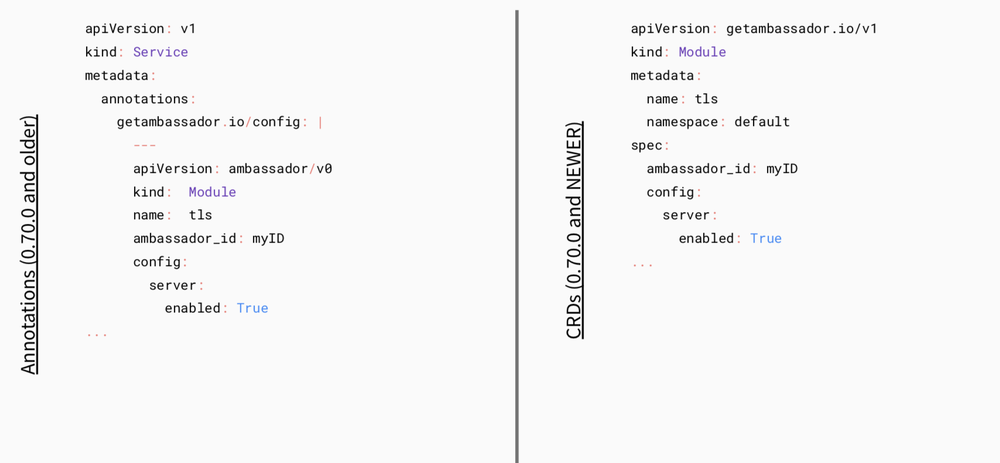 Annotations (0.70.0 and older)
apiVersion: v1
kind: Service
metadata:
  annotations:
    getambassador.io/config: |
      ---
      apiVersion: ambassador/v0
      kind:  Module
      name:  tls
      ambassador_id: myID
      config:
        server:
          enabled: True
...
CRDs (0.70.0 and NEWER)
apiVersion: getambassador.io/v1
kind: Module
metadata:
  name: tls
  namespace: default
spec:
  ambassador_id: myID
  config:
    server:
      enabled: True
...